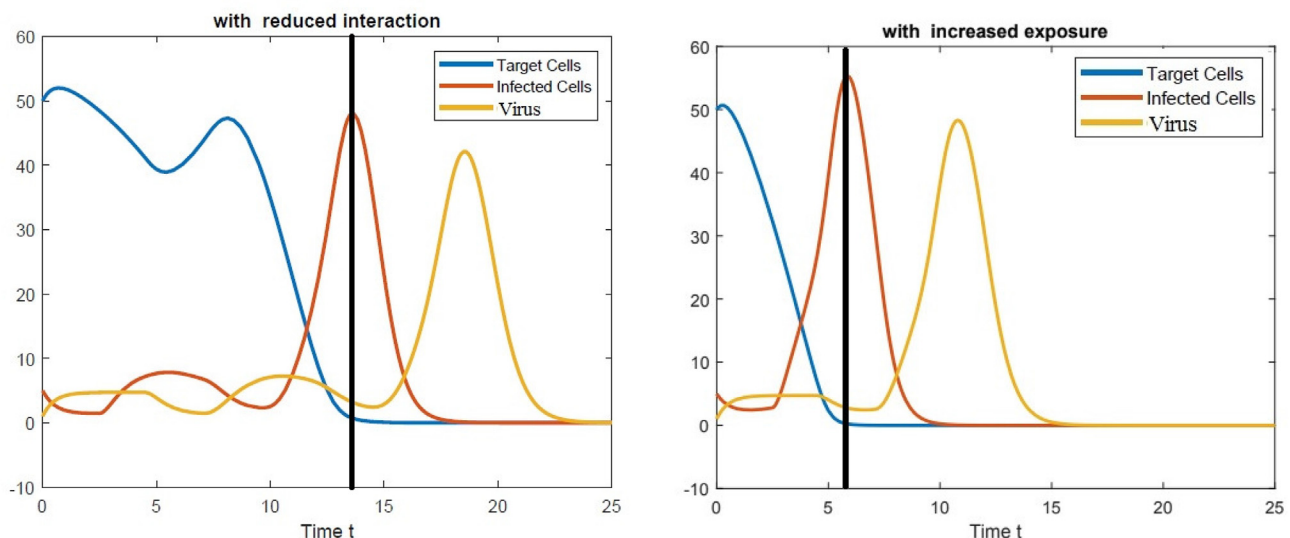 with reduced interaction
60
50
40
30
20
10
0
-10
0 5 10 15 20 25
Time t
Target Cells
Infected Cells
Virus
with increased exposure
60
50
40
30
20
10
0
-10
0 5 10 15 20 25
Time t
Target Cells
Infected Cells
Virus